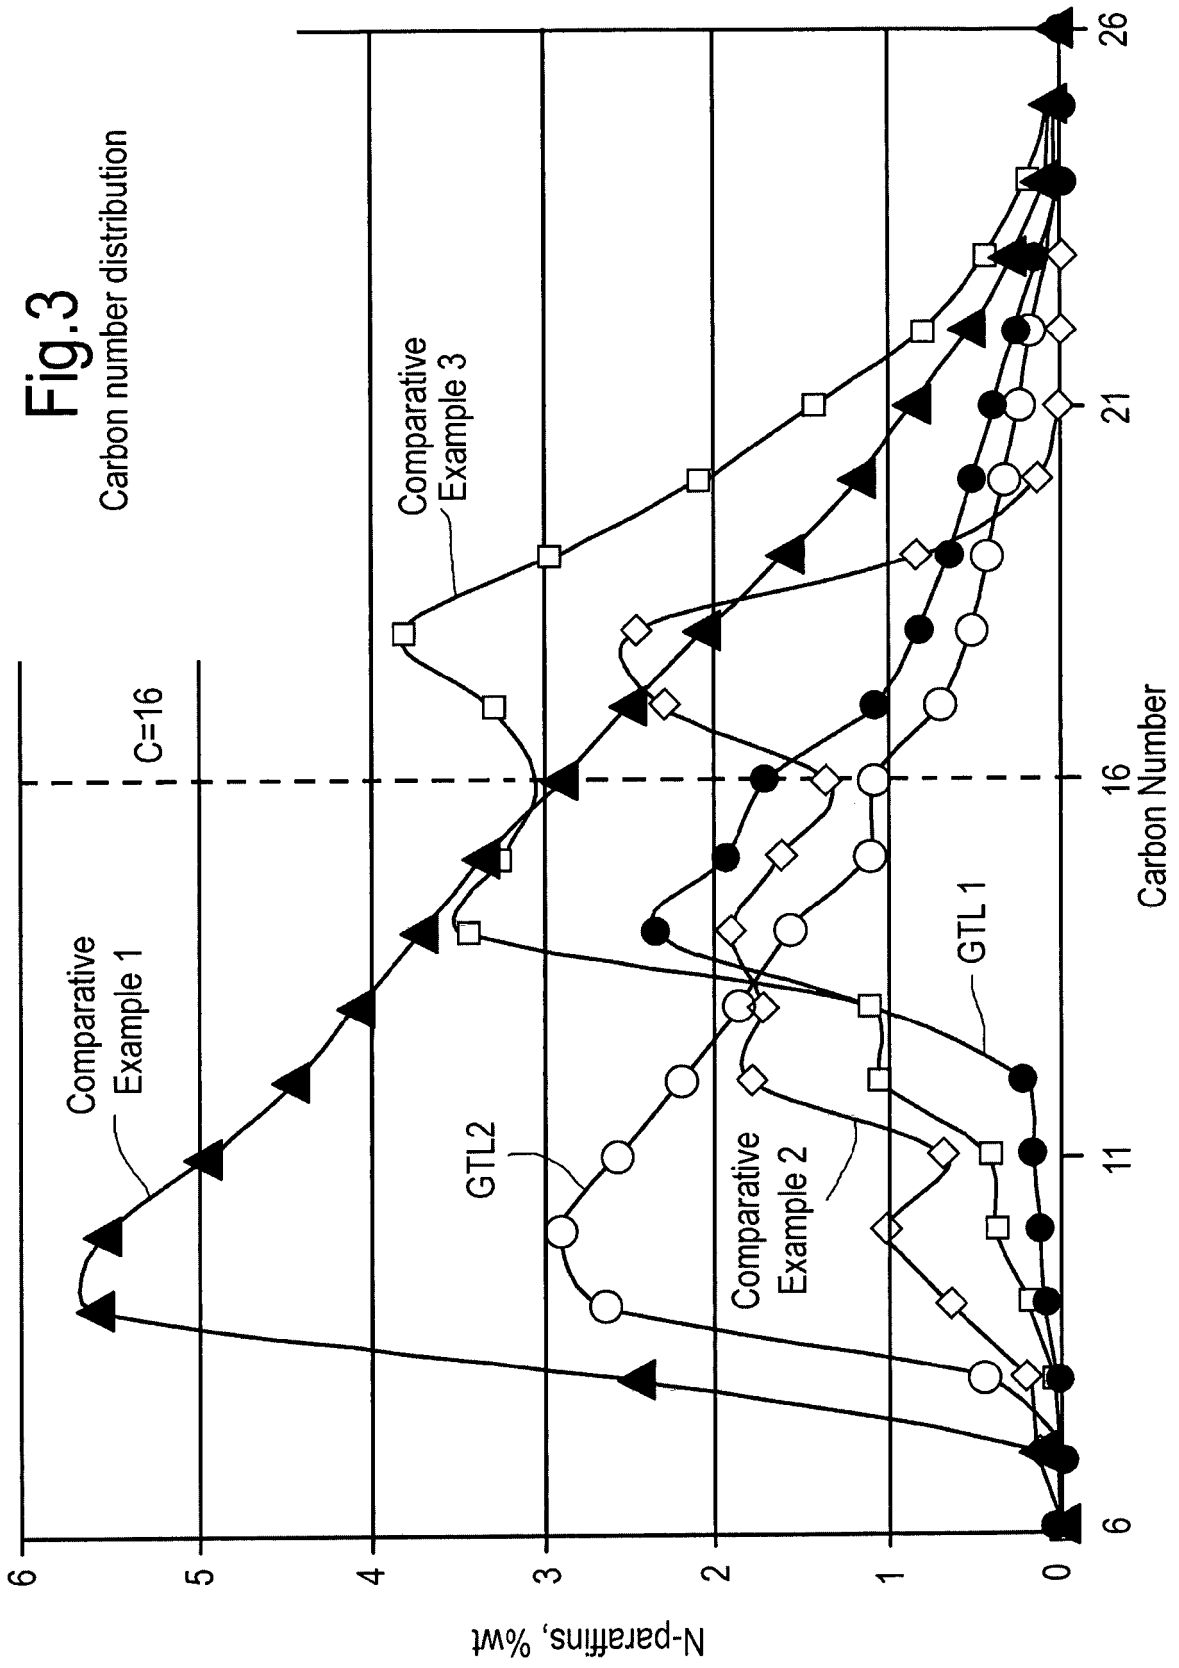 Fig.3
Carbon number distribution
6
5
4
3
2
1
0
N-paraffins, %wt
Comparative
Example 1
C=16
Comparative
Example 3
GTL2
Comparative
Example 2
GTL 1
6
11
16
21
26
Carbon Number